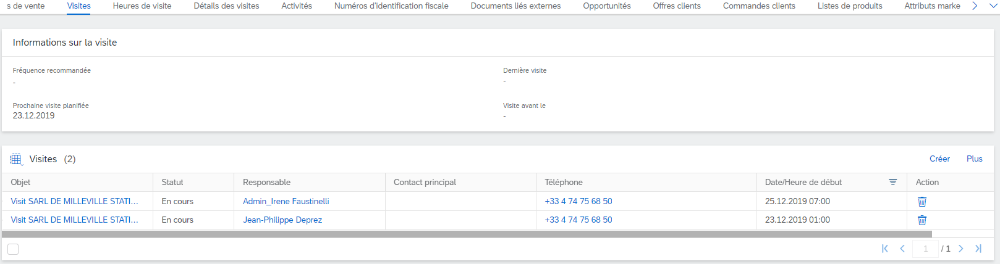 s de vente Visites Heures de visite Détails des visites Activités Numéros d'identification fiscale Documents liés externes Opportunités Offres clients Commandes clients Listes de produits Attributs marke
Informations sur la visite
Fréquence recommandée Dernière visite
- -
Prochaine visite planifiée Visite avant le
23.12.2019 -
Visites (2) Créer Plus
Objet Statut Responsable Contact principal Téléphone Date/Heure de début Action
Visit SARL DE MILLEVILLE STATI... En cours Admin_Irene Faustinelli +33 4 74 75 68 50 25.12.2019 07:00
Visit SARL DE MILLEVILLE STATI... En cours Jean-Philippe Deprez +33 4 74 75 68 50 23.12.2019 01:00
1 / 1